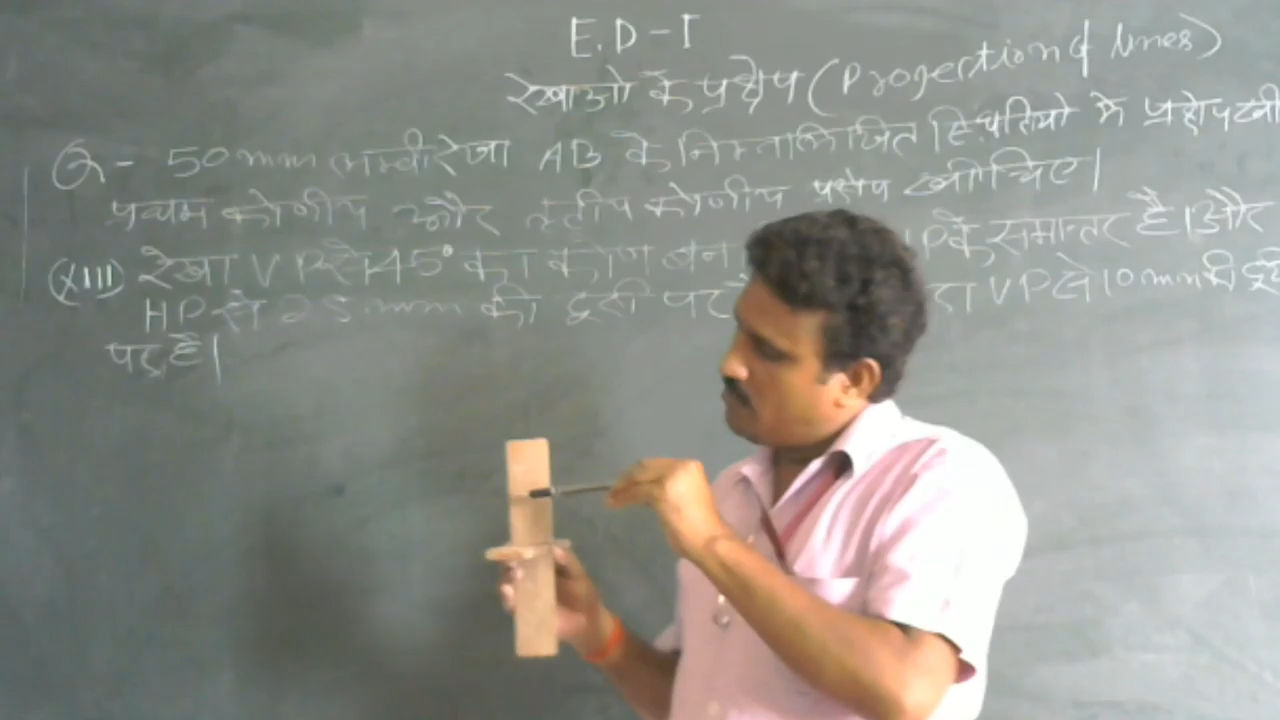 E.D-I
रेखाओ के प्रक्षेप (Projection of lines)
Q- 50mm लम्बी रेखा AB के निम्नलिखित स्थितियो मे प्रक्षेप खी
प्रथम कोणीय और तृतीय कोणीय प्रक्षेप खीचिए।
(XIII) रेखा VP से 45° का कोण बन PKे समान्तर है। और
HP से 25mm की दूरी पर VP से 10mm की दूरी
पर है।